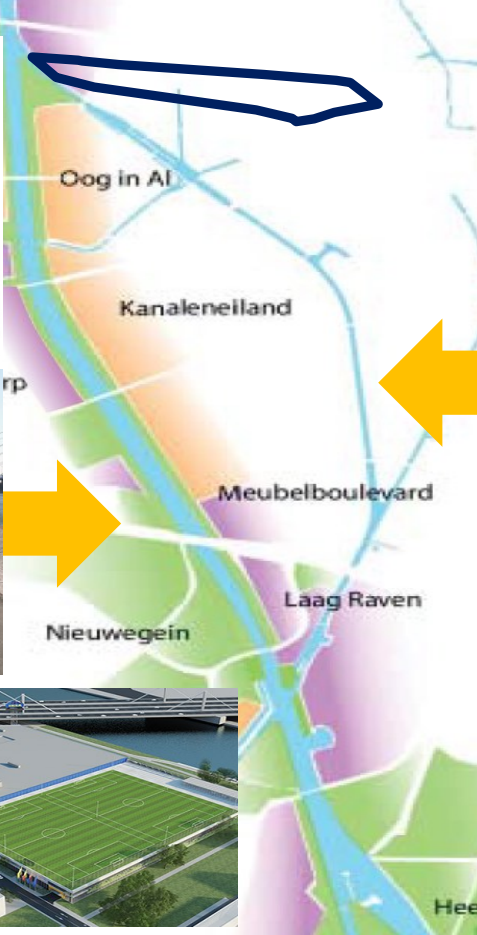 Oog in Al
Kanaleneiland
rp
Meubelboulevard
Laag Raven
Nieuwegein
Hee